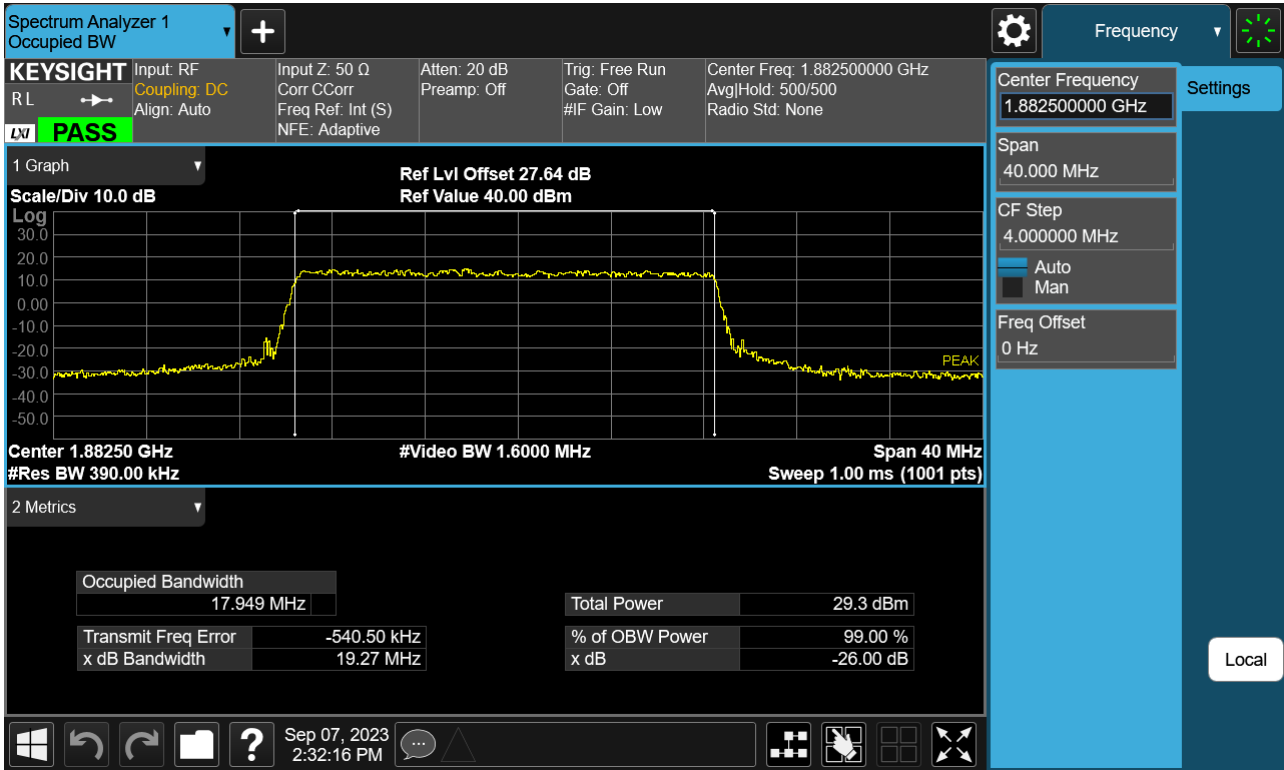 Spectrum Analyzer 1
Occupied BW
Frequency
KEYSIGHT
R L
LXI
PASS
Input: RF
Coupling: DC
Align: Auto
Input Z: 50 Ω
Corr CCorr
Freq Ref: Int (S)
NFE: Adaptive
Atten: 20 dB
Preamp: Off
Trig: Free Run
Gate: Off
#IF Gain: Low
Center Freq: 1.882500000 GHz
Avg|Hold: 500/500
Radio Std: None
Center Frequency
1.882500000 GHz
Settings
Span
40.000 MHz
CF Step
4.000000 MHz
Auto
Man
Freq Offset
0 Hz
Local
1 Graph
Scale/Div 10.0 dB
Ref Lvl Offset 27.64 dB
Ref Value 40.00 dBm
Log
30.0
20.0
10.0
0.00
-10.0
-20.0
-30.0
-40.0
-50.0
PEAK
Center 1.88250 GHz
#Video BW 1.6000 MHz
Span 40 MHz
#Res BW 390.00 kHz
Sweep 1.00 ms (1001 pts)
2 Metrics
Occupied Bandwidth
17.949 MHz
Total Power 29.3 dBm
Transmit Freq Error -540.50 kHz
% of OBW Power 99.00 %
x dB Bandwidth 19.27 MHz
x dB -26.00 dB
?
Sep 07, 2023
2:32:16 PM